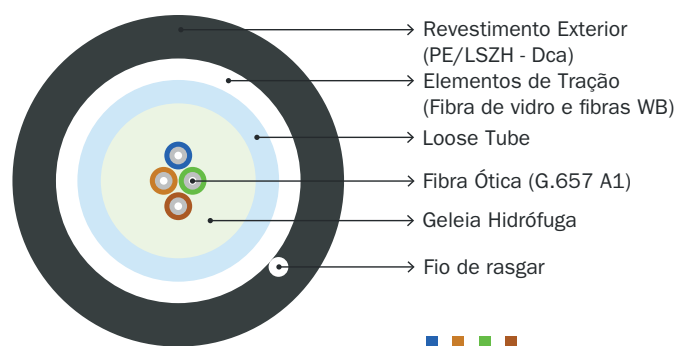 Revestimento Exterior
(PE/LSZH - Dca)
Elementos de Tração
(Fibra de vidro e fibras WB)
Loose Tube
Fibra Ótica (G.657 A1)
Geleia Hidrófuga
Fio de rasgar